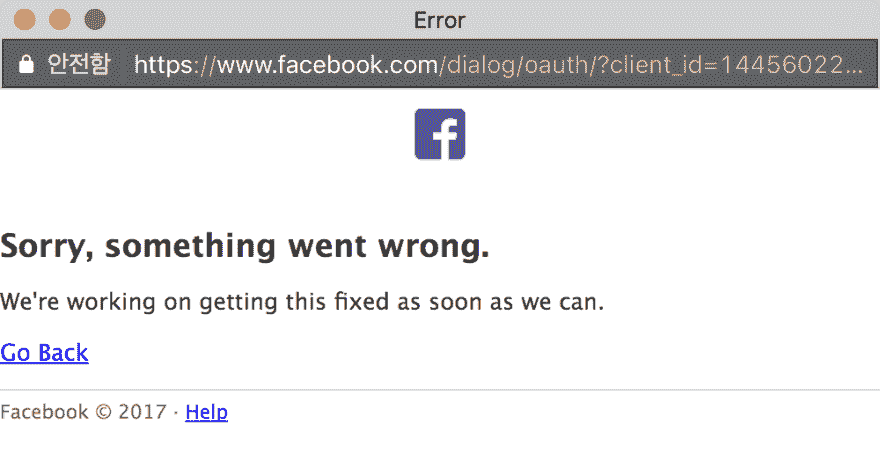 Error
안전함 https://www.facebook.com/dialog/oauth/?client_id=14456022...
Sorry, something went wrong.
We're working on getting this fixed as soon as we can.
Go Back
Facebook © 2017 · Help